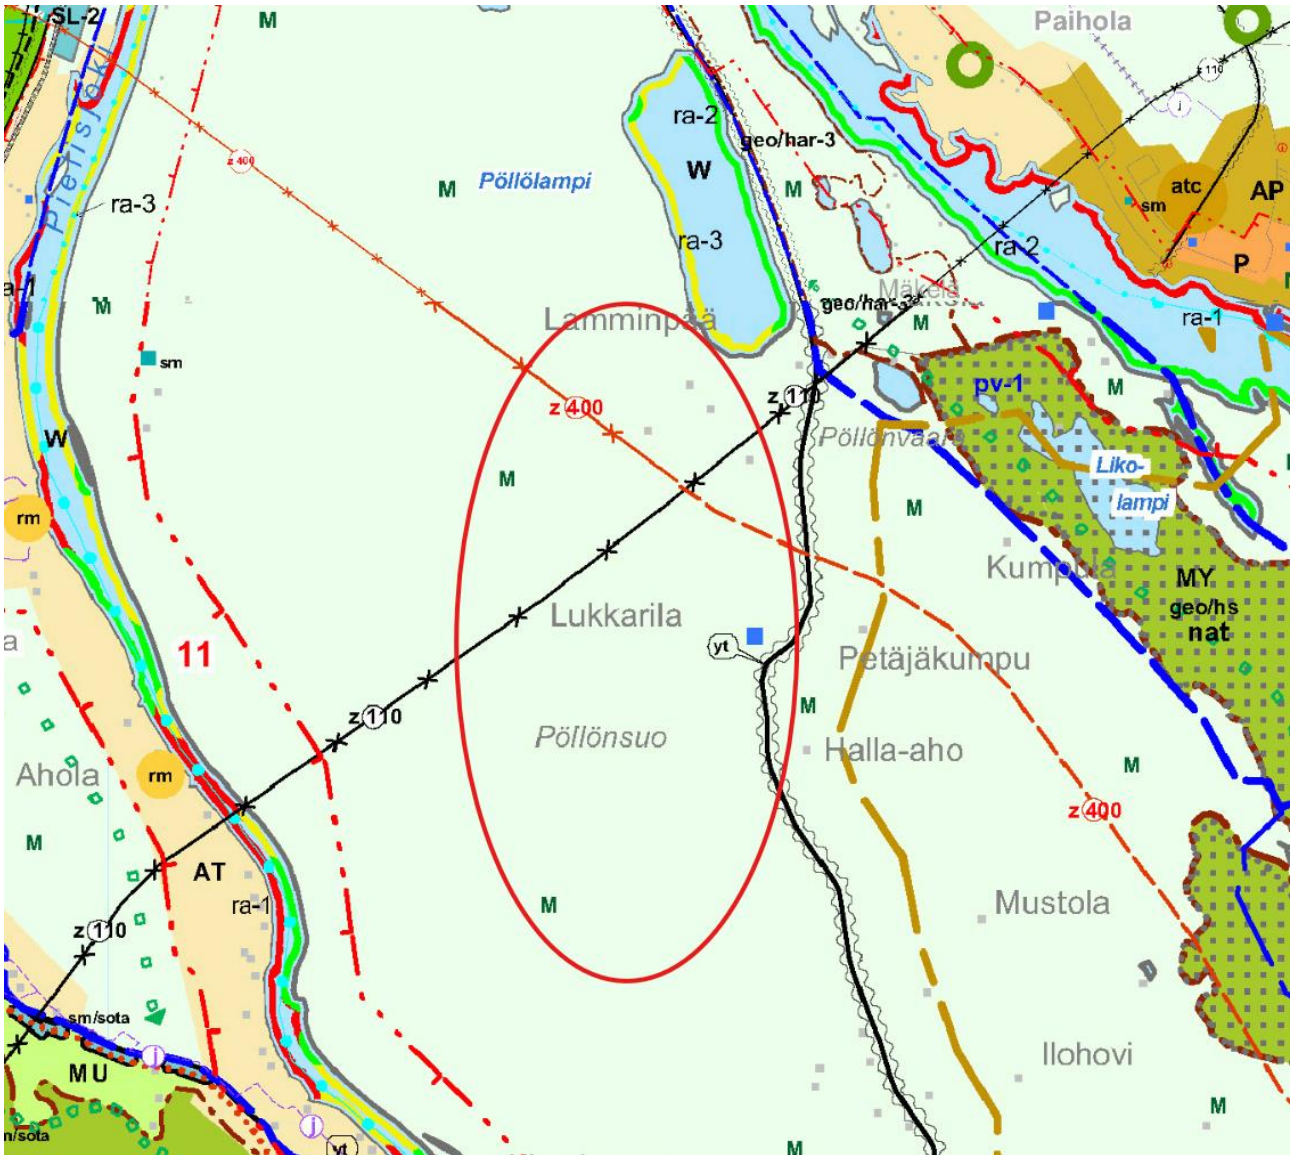 SL-2
M
Paihola
z 110
j
Pielisjoki
z 400
ra-2
geo/har-3
W
M
Pöllölampi
M
atc
AP
sm
ra-3
ra-3
ra-2
P
a-1
M
Lamminpää
Mäkelä
geo/har-3
M
ra-1
sm
z 400
z 110
pv-1
M
Pöllönvaara
W
M
Liko-
lampi
rm
M
Kumpula
MY
geo/hs
nat
Lukkarila
11
yt
Petäjäkumpu
a
z 110
M
Pöllönsuo
Halla-aho
M
Ahola
rm
z 400
M
AT
ra-1
M
Mustola
z 110
sm/sota
j
Ilohovi
MU
M
j
m/sota
yt
M